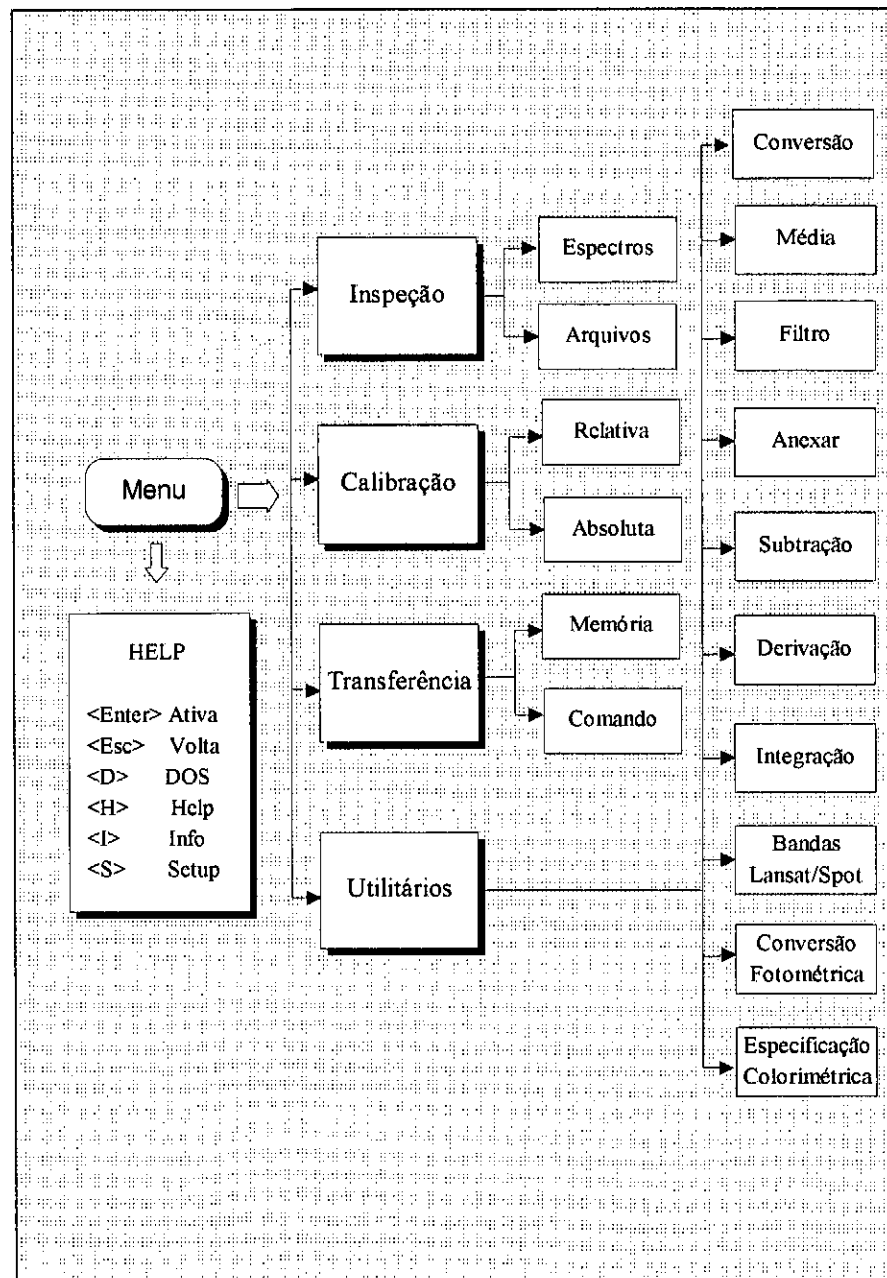 Menu
HELP
<Enter> Ativa
<Esc> Volta
<D> DOS
<H> Help
<I> Info
<S> Setup
Inspeção
Espectros
Arquivos
Calibração
Relativa
Absoluta
Transferência
Memória
Comando
Utilitários
Conversão
Média
Filtro
Anexar
Subtração
Derivação
Integração
Bandas
Lansat/Spot
Conversão
Fotométrica
Especificação
Colorimétrica